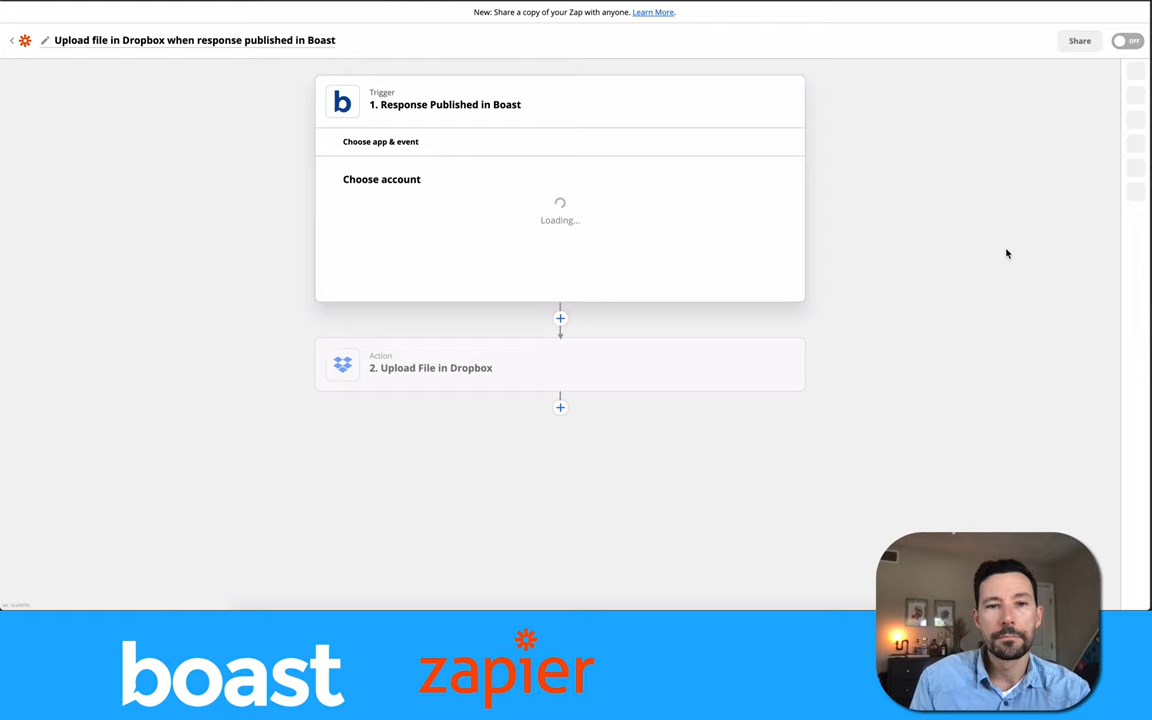 New: Share a copy of your Zap with anyone. Learn More.
Upload file in Dropbox when response published in Boast
Share
OFF
b
Trigger
1. Response Published in Boast
Choose app & event
Choose account
Loading...
Action
2. Upload File in Dropbox
boast
zapier